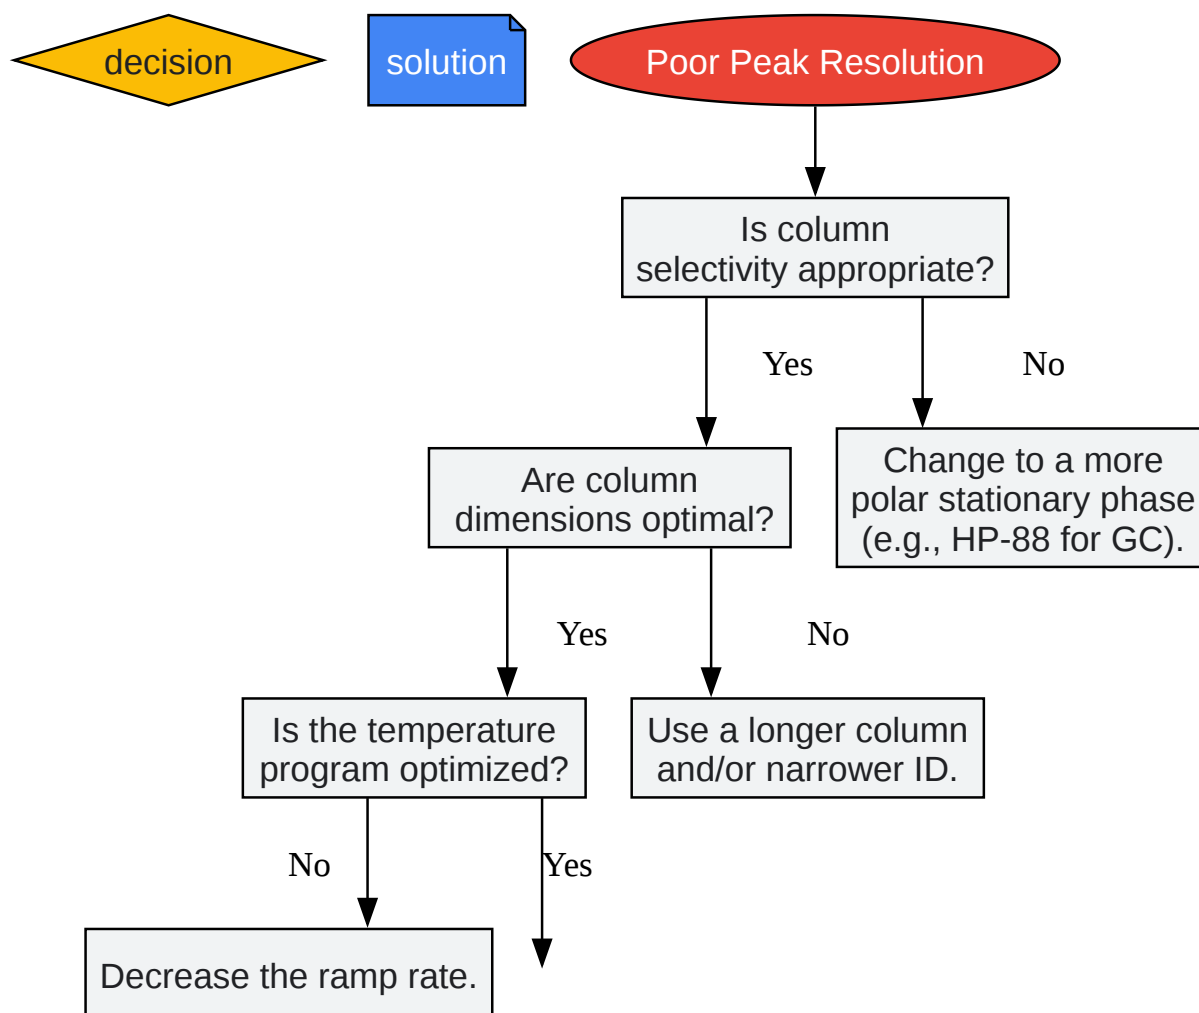 decision
solution
Poor Peak Resolution
Is column
selectivity appropriate?
Yes
No
Are column
dimensions optimal?
Change to a more
polar stationary phase
(e.g., HP-88 for GC).
Yes
No
Is the temperature
program optimized?
Use a longer column
and/or narrower ID.
No
Yes
Decrease the ramp rate.